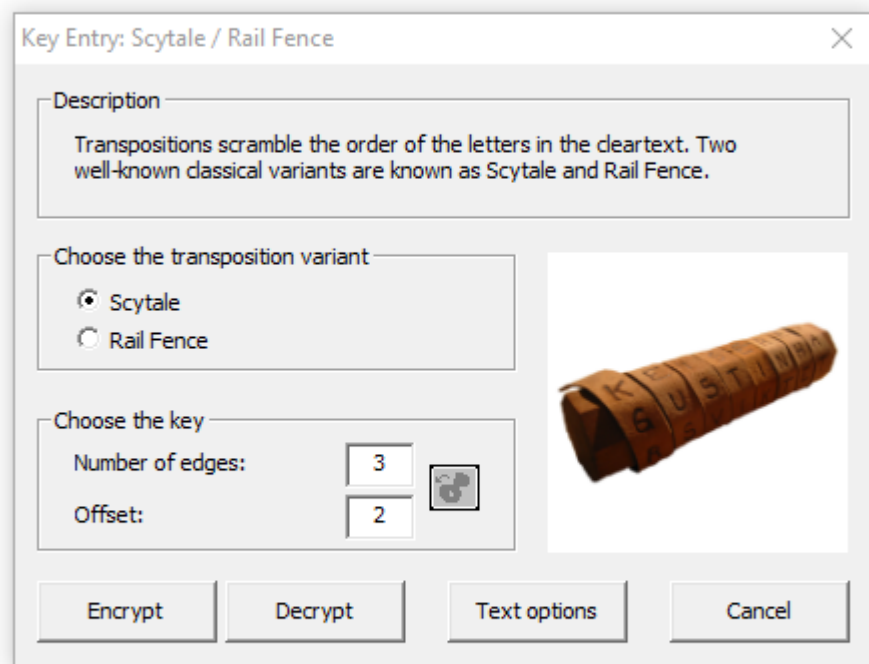 Key Entry: Scytale / Rail Fence
Description
Transpositions scramble the order of the letters in the cleartext. Two
well-known classical variants are known as Scytale and Rail Fence.
Choose the transposition variant
Scytale
Rail Fence
Choose the key
Number of edges: 3
Offset: 2
Encrypt Decrypt Text options Cancel